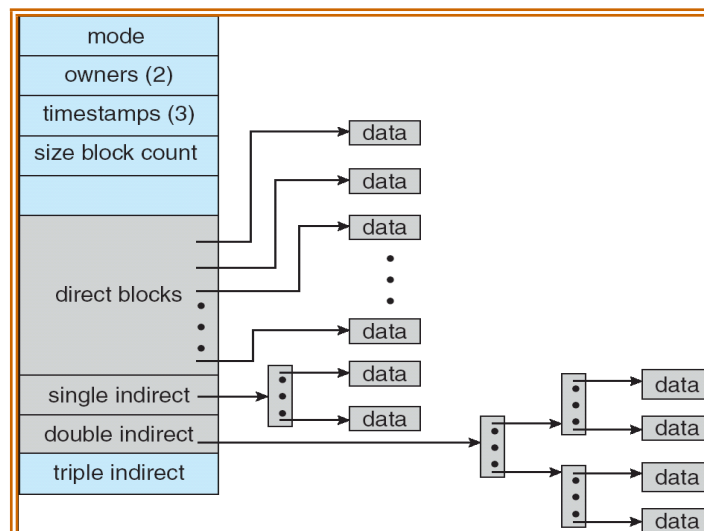 mode
owners (2)
timestamps (3)
size block count
direct blocks
single indirect
double indirect
triple indirect
data
data
data
data
data
data
data
data
data
data